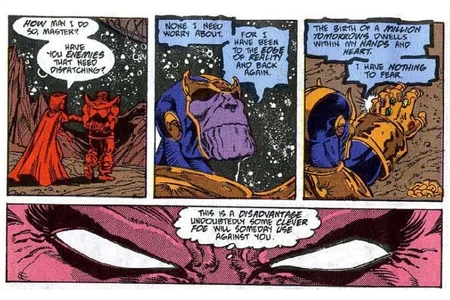 HOW MAY I DO
SO, MASTER?
HAVE
YOU ENEMIES
THAT NEED
DISPATCHING?
NONE I NEED
WORRY ABOUT.
FOR I
HAVE BEEN
TO THE EDGE
OF REALITY
AND BACK
AGAIN.
THE BIRTH OF A MILLION
TOMORROWS DWELLS
WITHIN MY HANDS AND
HEART.
I HAVE NOTHING
TO FEAR.
THIS IS A DISADVANTAGE
UNDOUBTEDLY SOME CLEVER
FOE WILL SOMEDAY USE
AGAINST YOU.